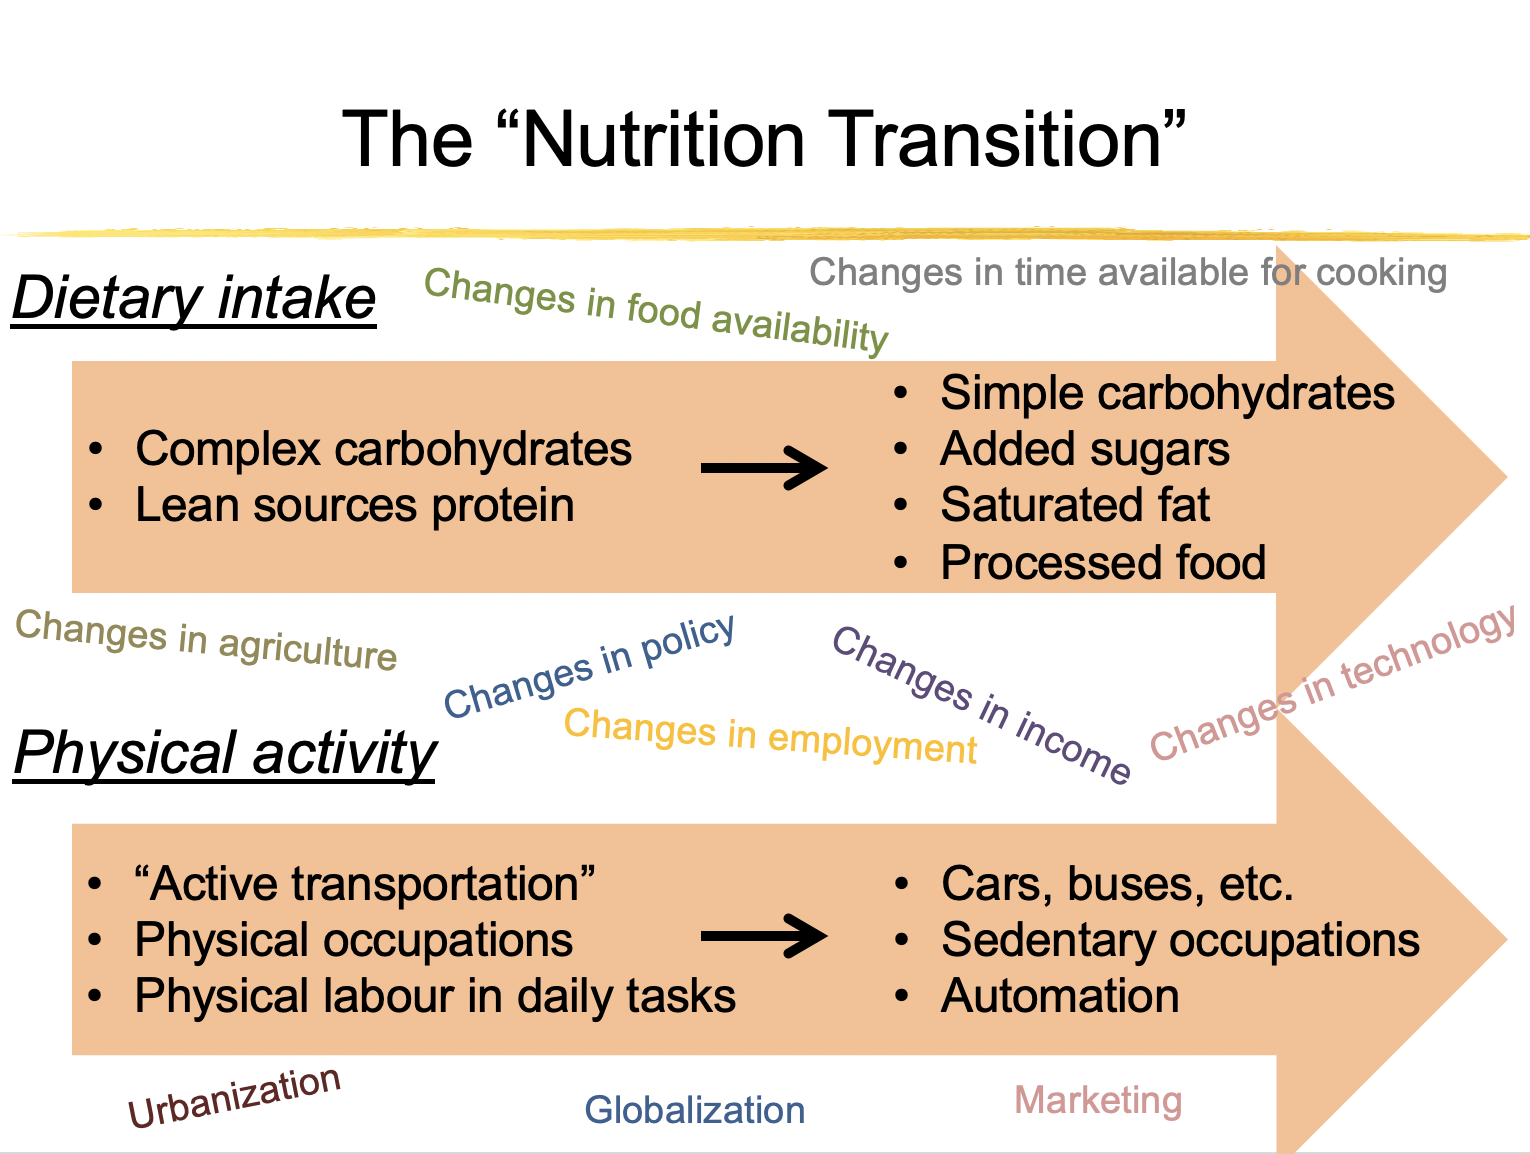 The “Nutrition Transition”
Dietary intake
Changes in food availability
Changes in time available for cooking
• Complex carbohydrates
• Lean sources protein
• Simple carbohydrates
• Added sugars
• Saturated fat
• Processed food
Changes in agriculture
Changes in policy
Changes in employment
Changes in income
Changes in technology
Physical activity
• “Active transportation”
• Physical occupations
• Physical labour in daily tasks
• Cars, buses, etc.
• Sedentary occupations
• Automation
Urbanization
Globalization
Marketing